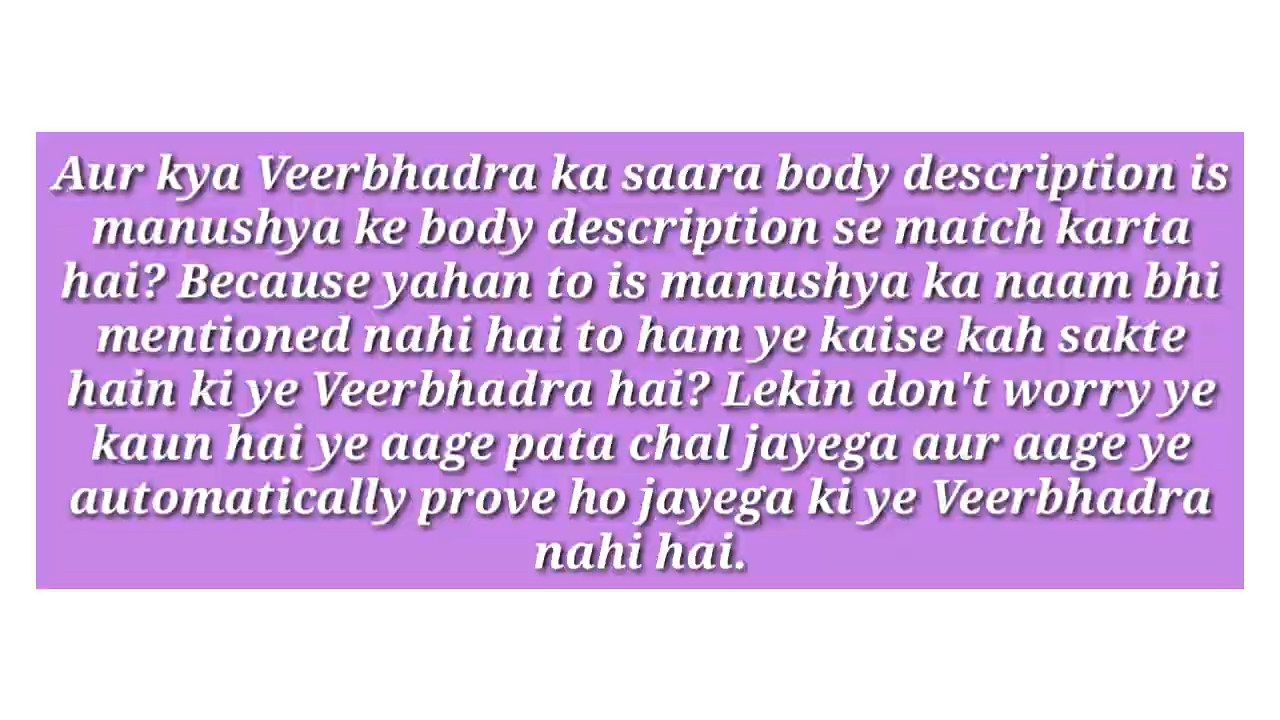 Aur kya Veerbhadra ka saara body description is
manushya ke body description se match karta
hai? Because yahan to is manushya ka naam bhi
mentioned nahi hai to ham ye kaise kah sakte
hain ki ye Veerbhadra hai? Lekin don't worry ye
kaun hai ye aage pata chal jayega aur aage ye
automatically prove ho jayega ki ye Veerbhadra
nahi hai.